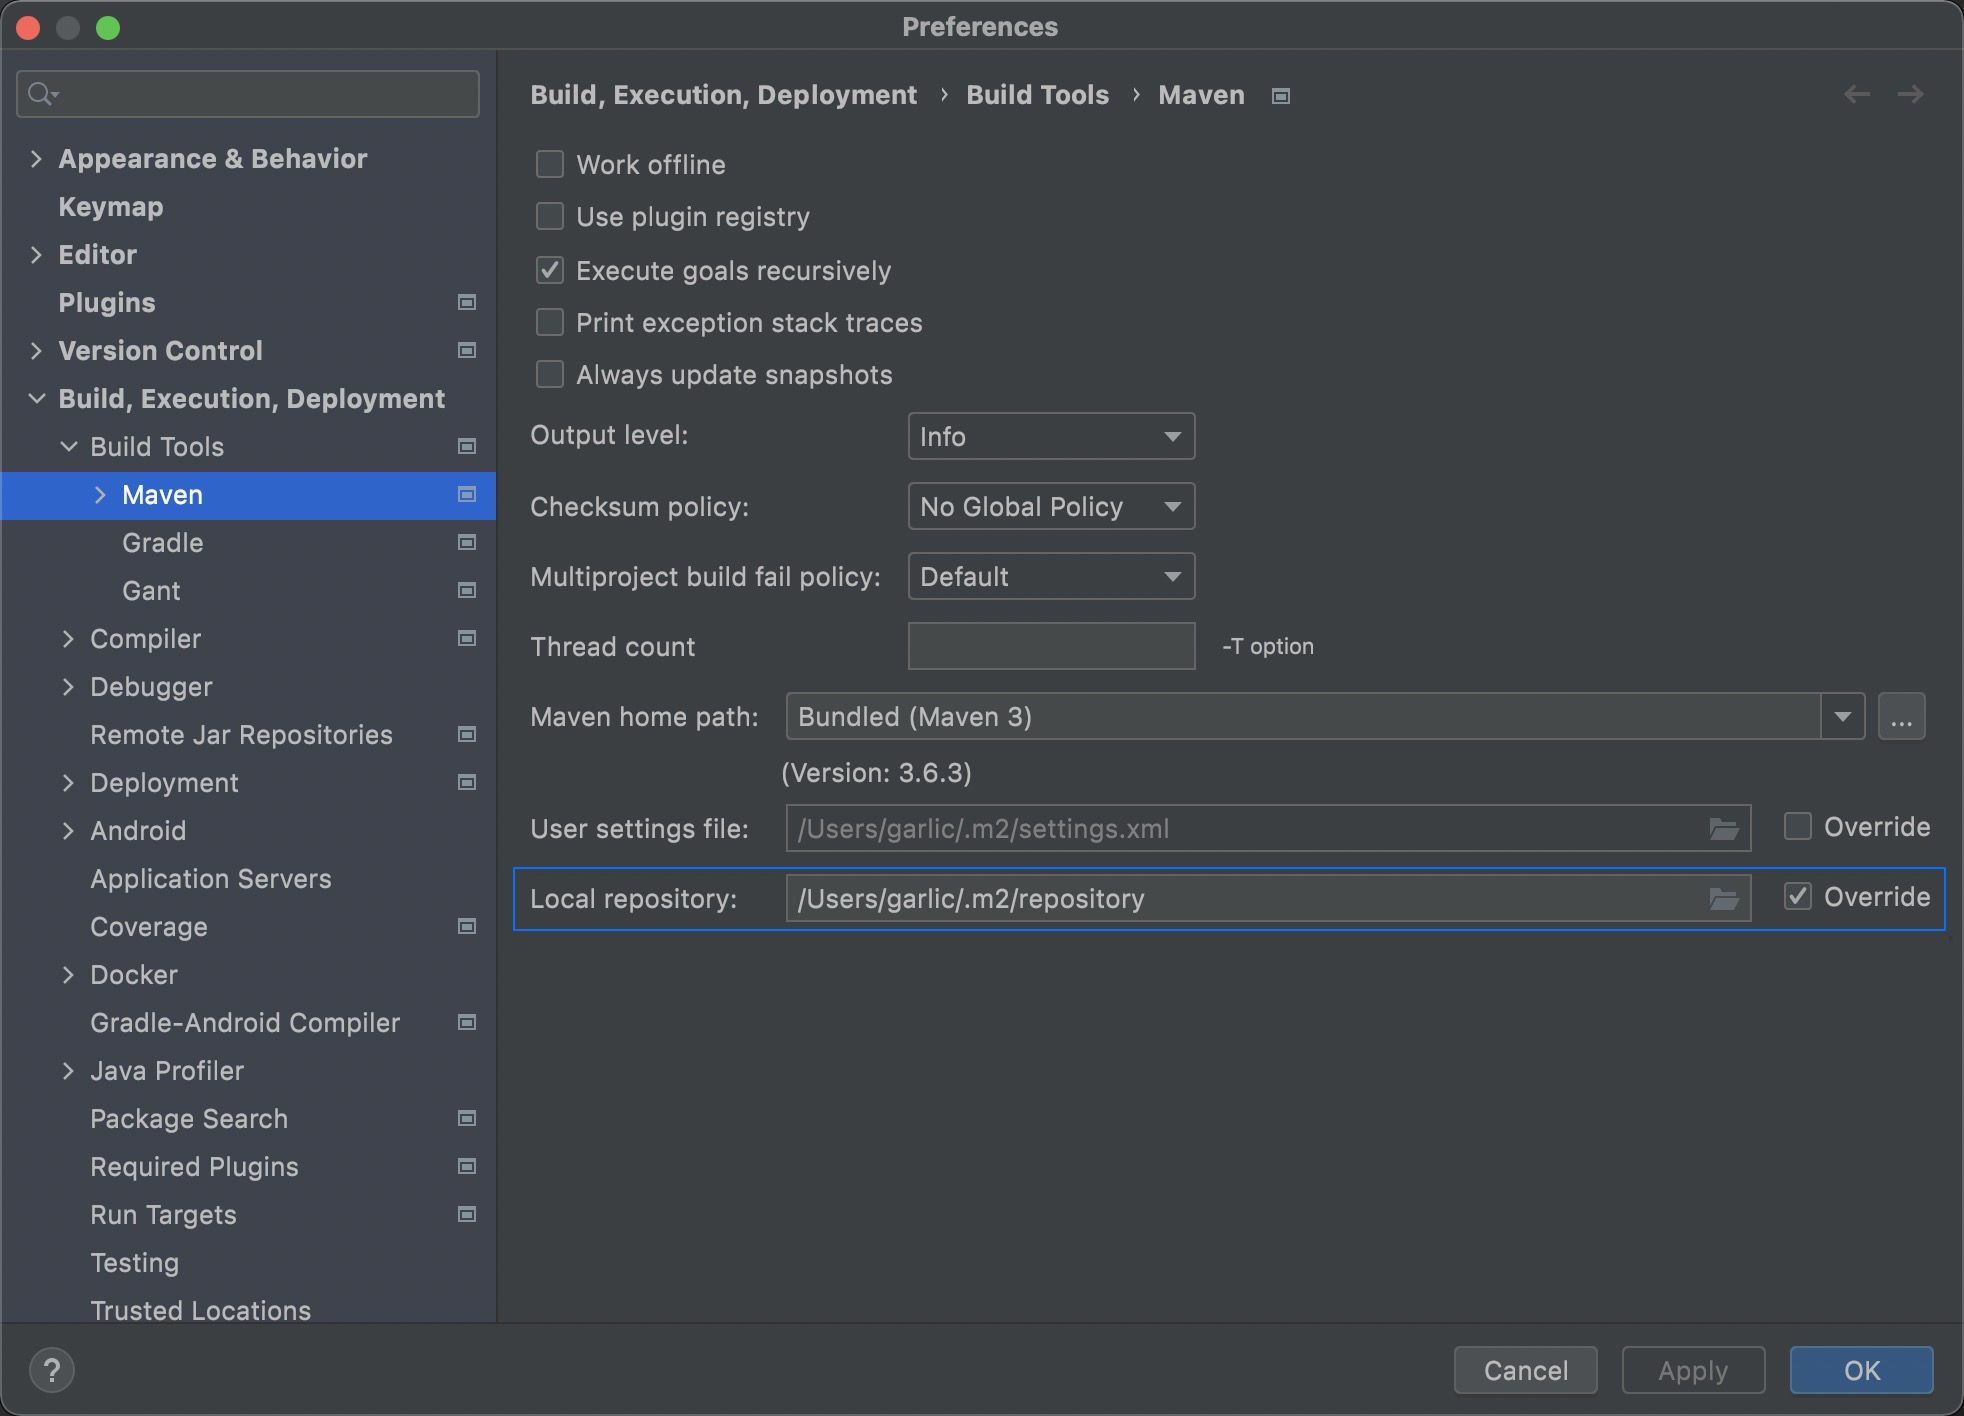 Preferences
Build, Execution, Deployment › Build Tools › Maven
Appearance & Behavior
Keymap
Editor
Plugins
Version Control
Build, Execution, Deployment
Build Tools
Maven
Gradle
Gant
Compiler
Debugger
Remote Jar Repositories
Deployment
Android
Application Servers
Coverage
Docker
Gradle-Android Compiler
Java Profiler
Package Search
Required Plugins
Run Targets
Testing
Trusted Locations
Work offline
Use plugin registry
Execute goals recursively
Print exception stack traces
Always update snapshots
Output level: Info
Checksum policy: No Global Policy
Multiproject build fail policy: Default
Thread count -T option
Maven home path: Bundled (Maven 3) ...
(Version: 3.6.3)
User settings file: /Users/garlic/.m2/settings.xml Override
Local repository: /Users/garlic/.m2/repository Override
? Cancel Apply OK